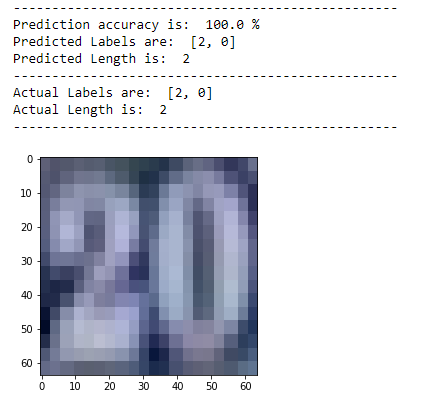 --------------------------------------------------
Prediction accuracy is:  100.0 %
Predicted Labels are:  [2, 0]
Predicted Length is:  2
--------------------------------------------------
Actual Labels are:  [2, 0]
Actual Length is:  2
--------------------------------------------------
0
10
20
30
40
50
60
20
0 10 20 30 40 50 60